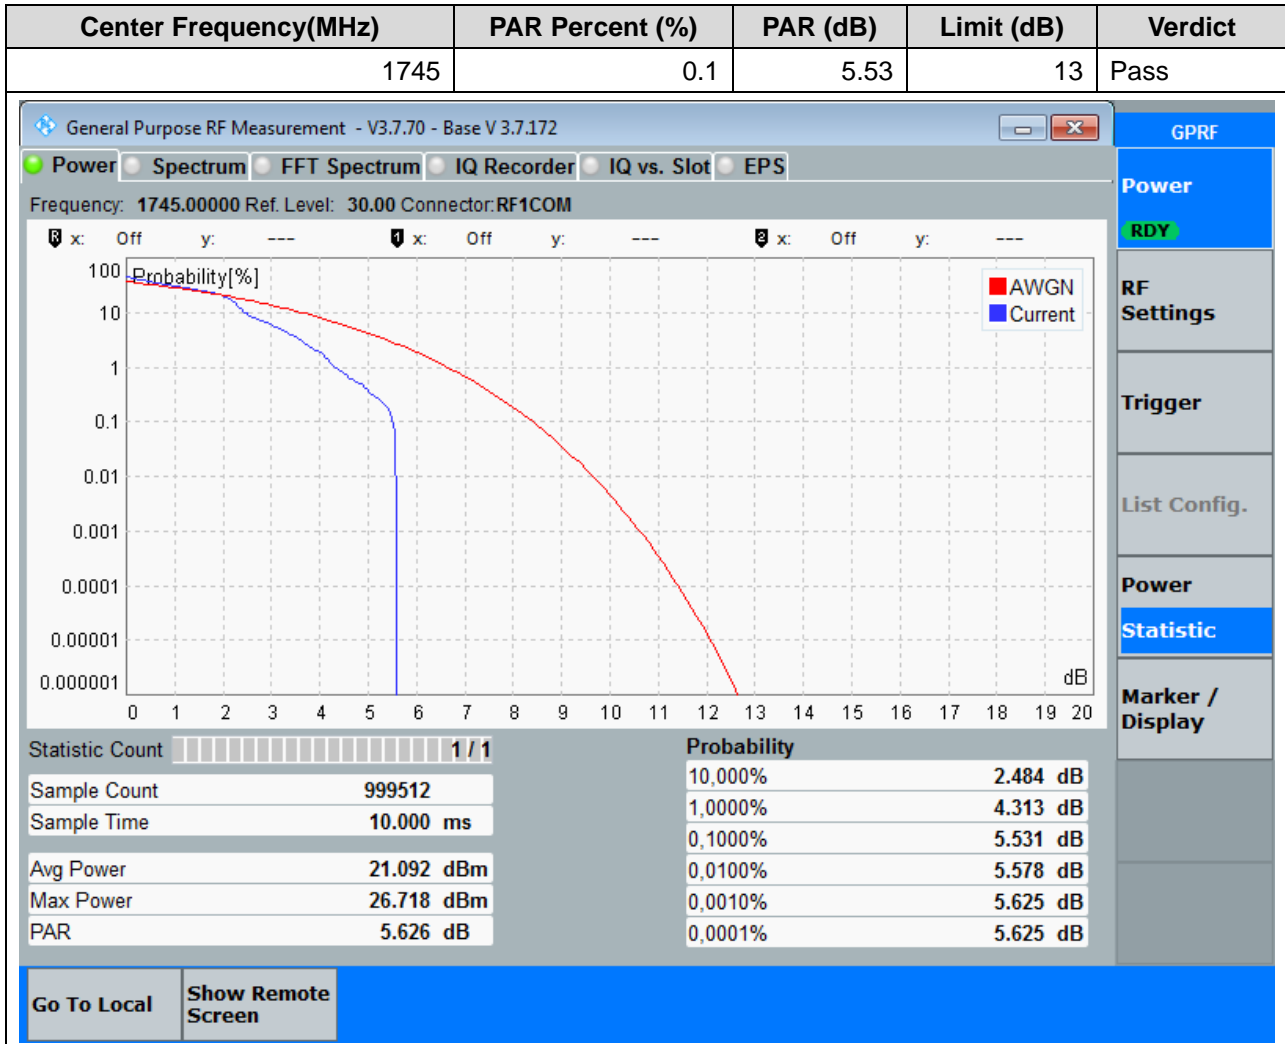 Center Frequency(MHz) PAR Percent (%) PAR (dB) Limit (dB) Verdict
1745 0.1 5.53 13 Pass
General Purpose RF Measurement - V3.7.70 - Base V 3.7.172
GPRF
Power Spectrum FFT Spectrum IQ Recorder IQ vs. Slot EPS
Power
RDY
Frequency: 1745.00000 Ref. Level: 30.00 Connector:RF1COM
R x: Off y: --- 1 x: Off y: --- 2 x: Off y: ---
Probability[%]
AWGN
Current
100
10
1
0.1
0.01
0.001
0.0001
0.00001
0.000001
dB
0 1 2 3 4 5 6 7 8 9 10 11 12 13 14 15 16 17 18 19 20
RF
Settings
Trigger
List Config.
Power
Statistic
Marker /
Display
Statistic Count 1 / 1
Sample Count 999512
Sample Time 10.000 ms
Avg Power 21.092 dBm
Max Power 26.718 dBm
PAR 5.626 dB
Probability
10,000% 2.484 dB
1,0000% 4.313 dB
0,1000% 5.531 dB
0,0100% 5.578 dB
0,0010% 5.625 dB
0,0001% 5.625 dB
Go To Local
Show Remote
Screen